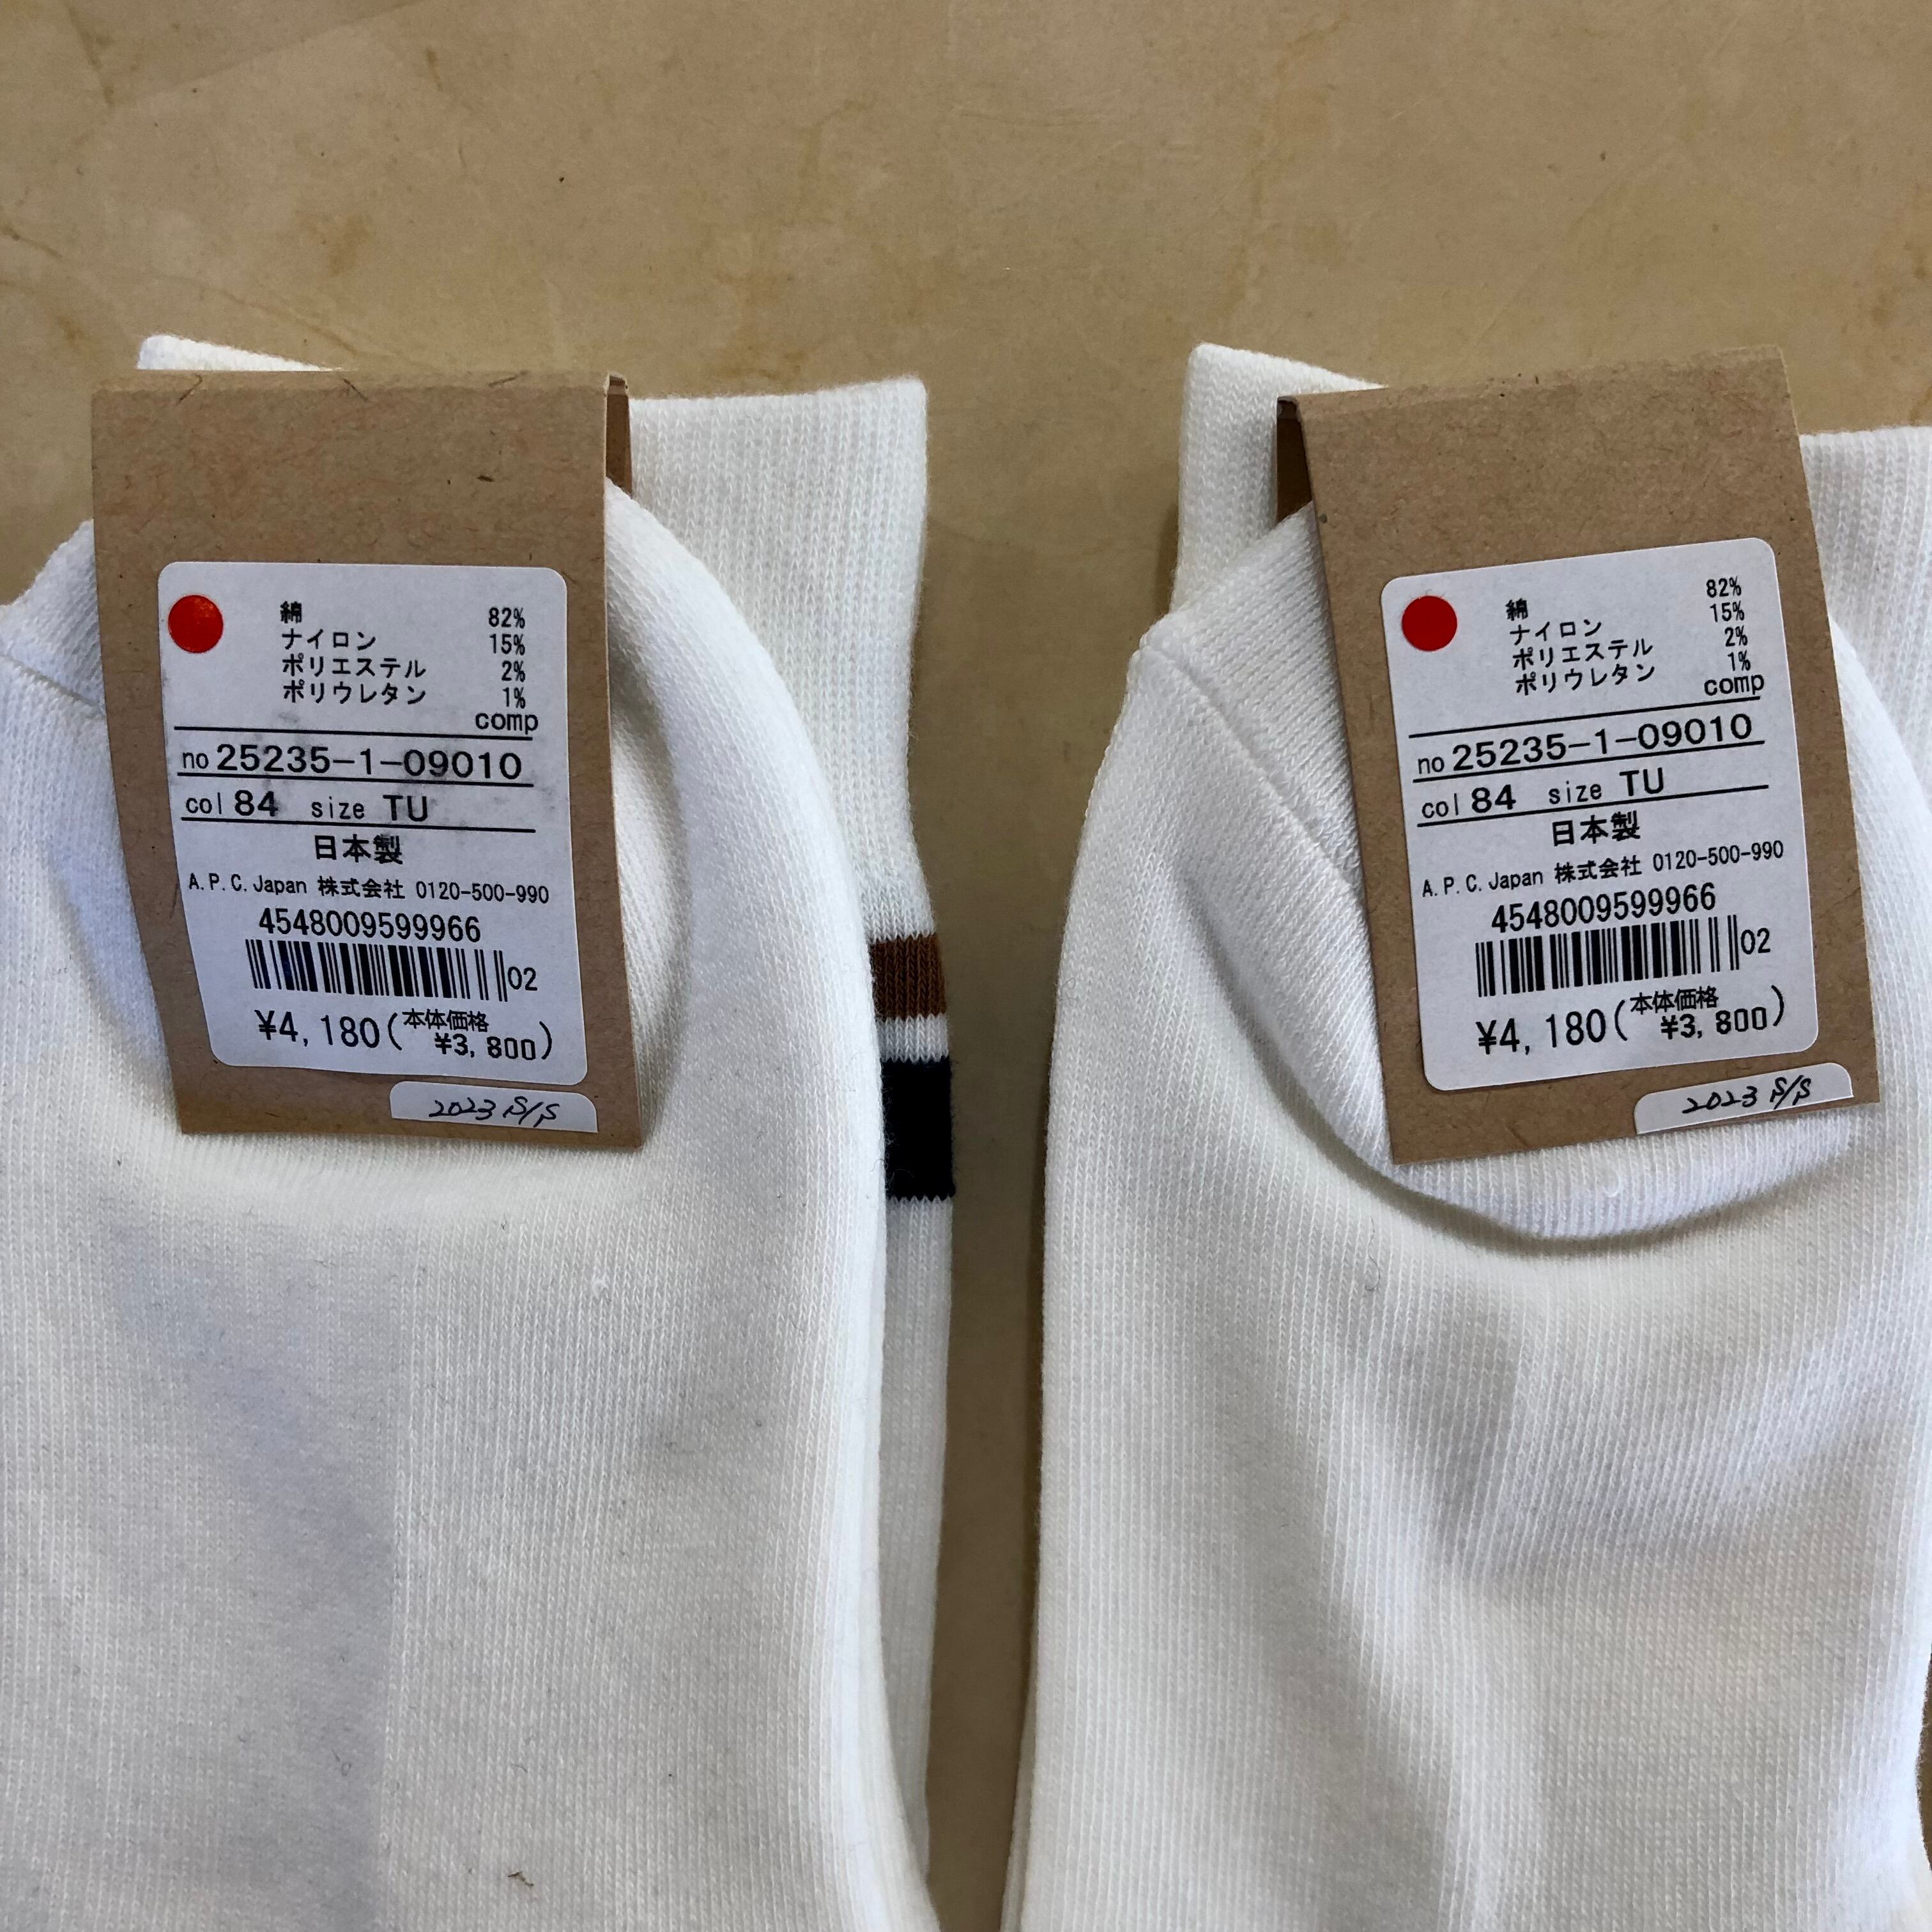 綿 82%
ナイロン 15%
ポリエステル 2%
ポリウレタン 1%
comp
no 25235-1-09010
col 84 size TU
日本製
A.P.C.Japan 株式会社 0120-500-990
4548009599966
02
¥4,180(本体価格
¥3,800)
2023 S/S
綿 82%
ナイロン 15%
ポリエステル 2%
ポリウレタン 1%
comp
no 25235-1-09010
col 84 size TU
日本製
A.P.C.Japan 株式会社 0120-500-990
4548009599966
02
¥4,180(本体価格
¥3,800)
2023 S/S